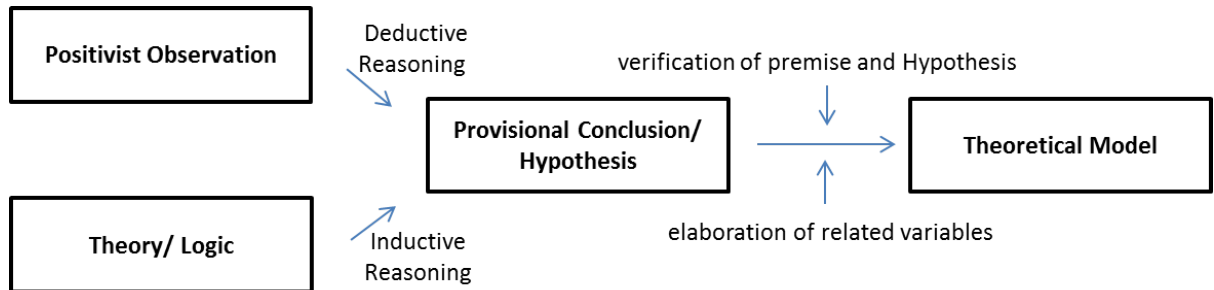 Positivist Observation
Deductive
Reasoning
verification of premise and Hypothesis
Provisional Conclusion/
Hypothesis
Theoretical Model
Theory/ Logic
Inductive
Reasoning
elaboration of related variables